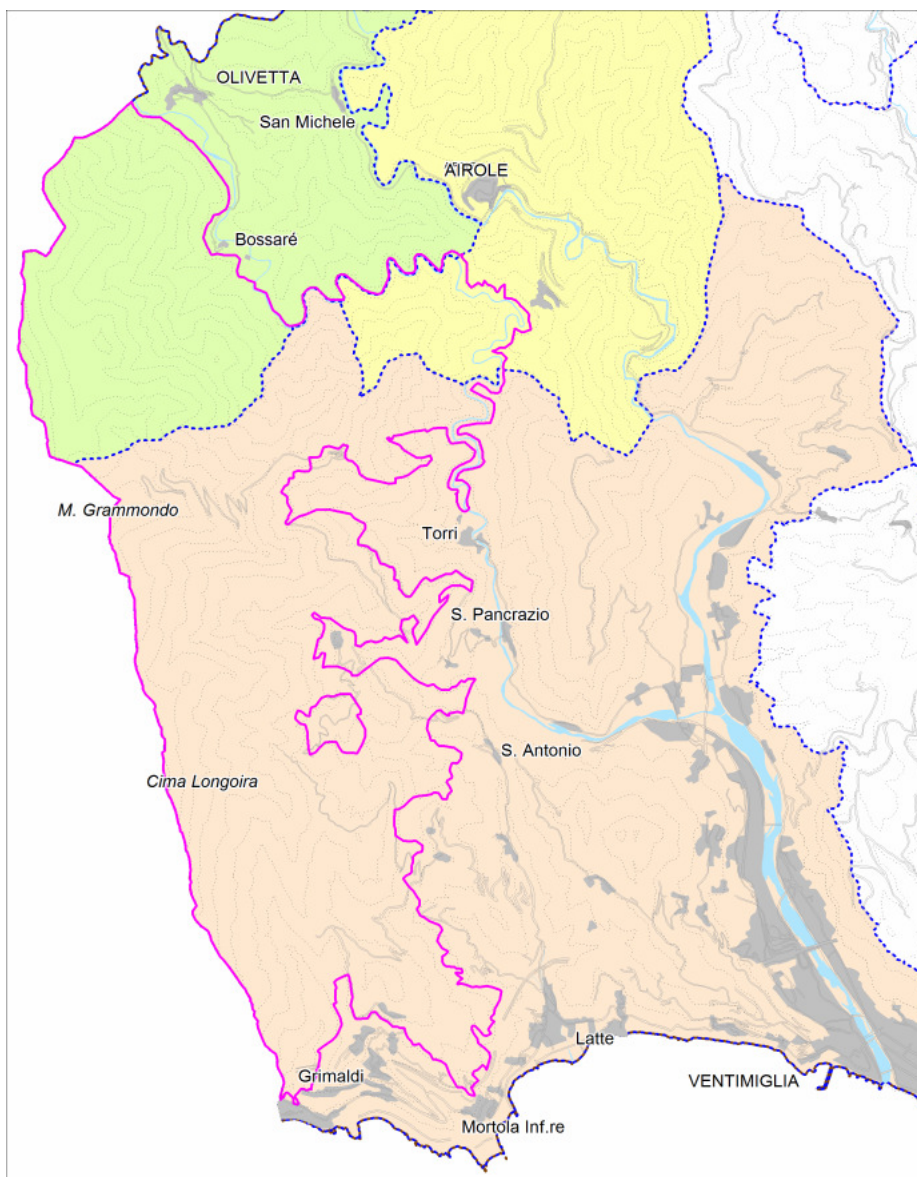 OLIVETTA
San Michele
AIROLE
Bossaré
M. Grammondo
Torri
S. Pancrazio
S. Antonio
Cima Longoira
Latte
Grimaldi
VENTIMIGLIA
Mortola Inf.re